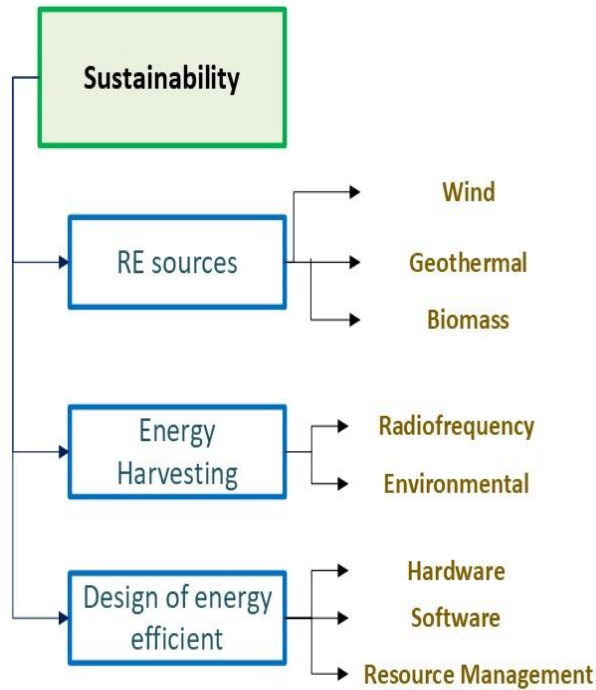 Sustainability
RE sources
Wind
Geothermal
Biomass
Energy
Harvesting
Radiofrequency
Environmental
Design of energy
efficient
Hardware
Software
Resource Management